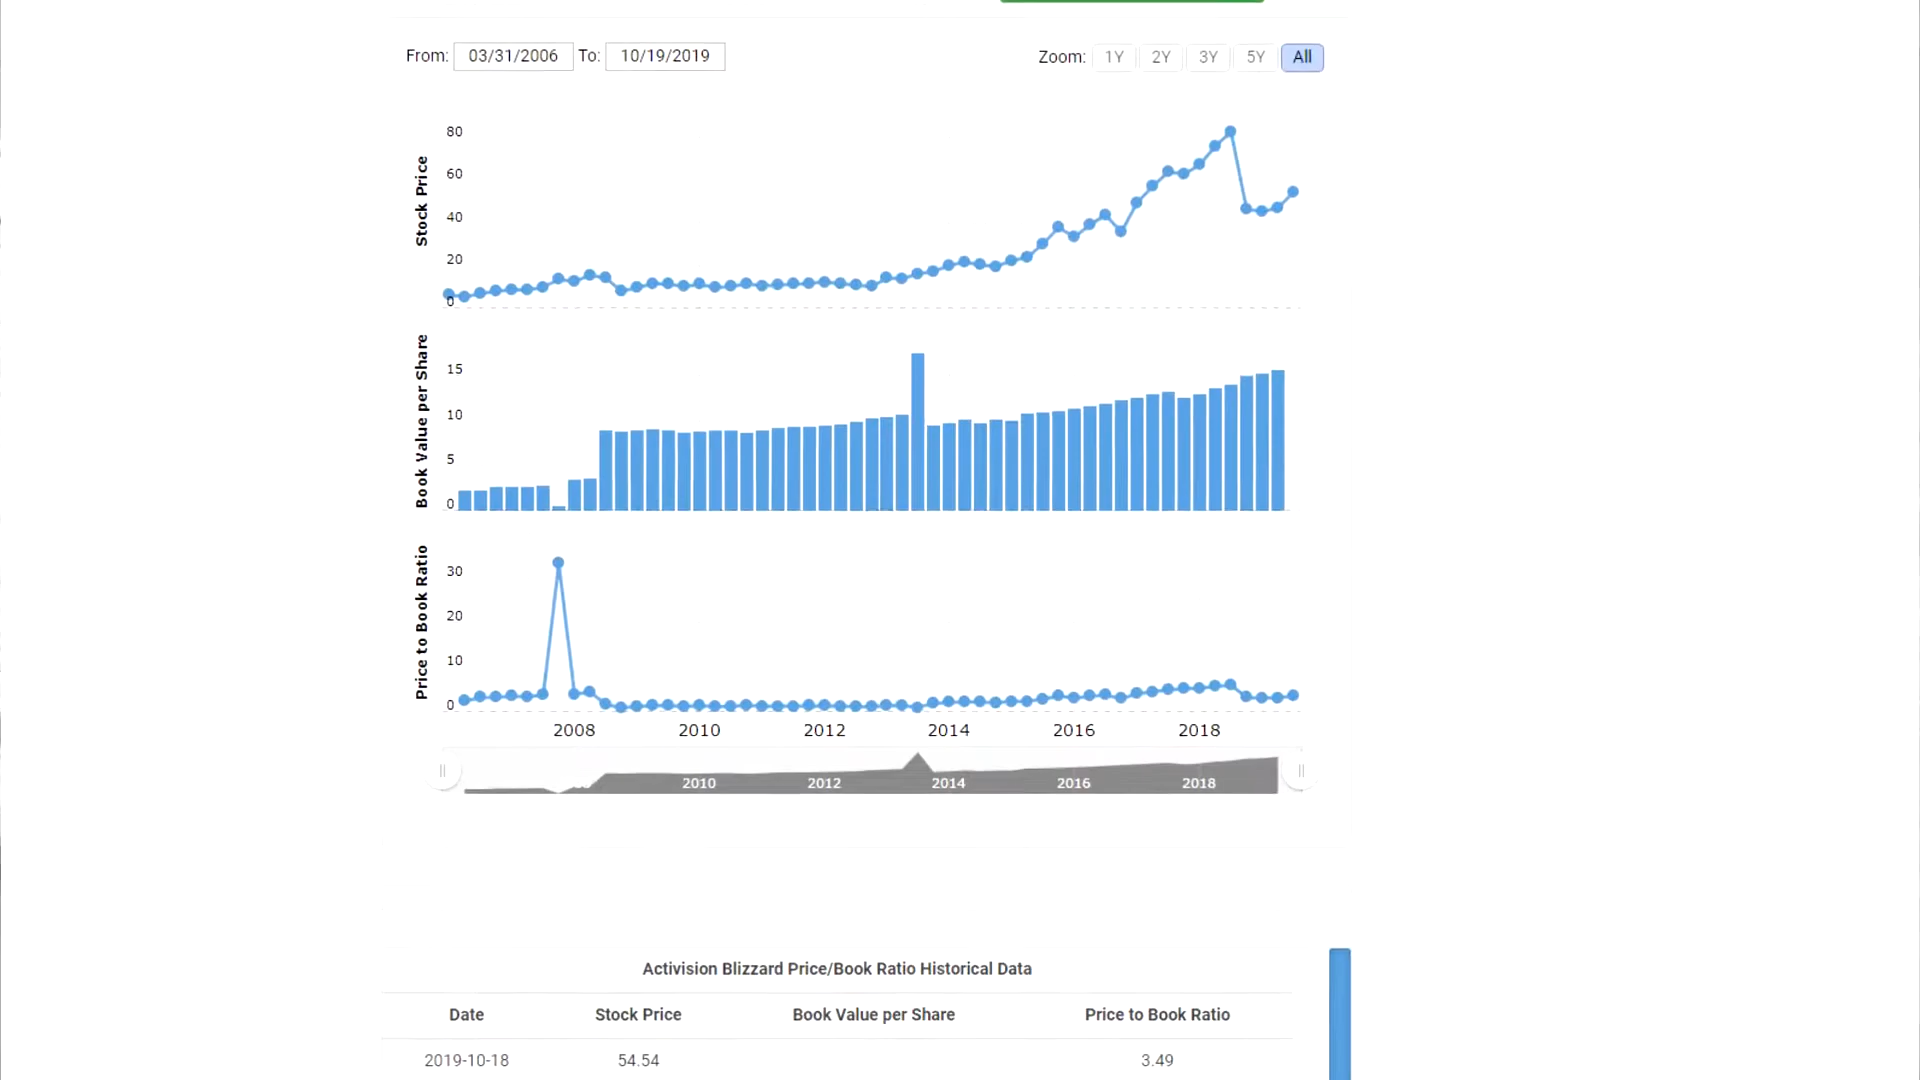 From: 03/31/2006 To: 10/19/2019 Zoom: 1Y 2Y 3Y 5Y All
Stock Price
80
60
40
20
0
Book Value per Share
15
10
5
0
Price to Book Ratio
30
20
10
0
2008 2010 2012 2014 2016 2018
2010 2012 2014 2016 2018
Activision Blizzard Price/Book Ratio Historical Data
Date Stock Price Book Value per Share Price to Book Ratio
2019-10-18 54.54 3.49